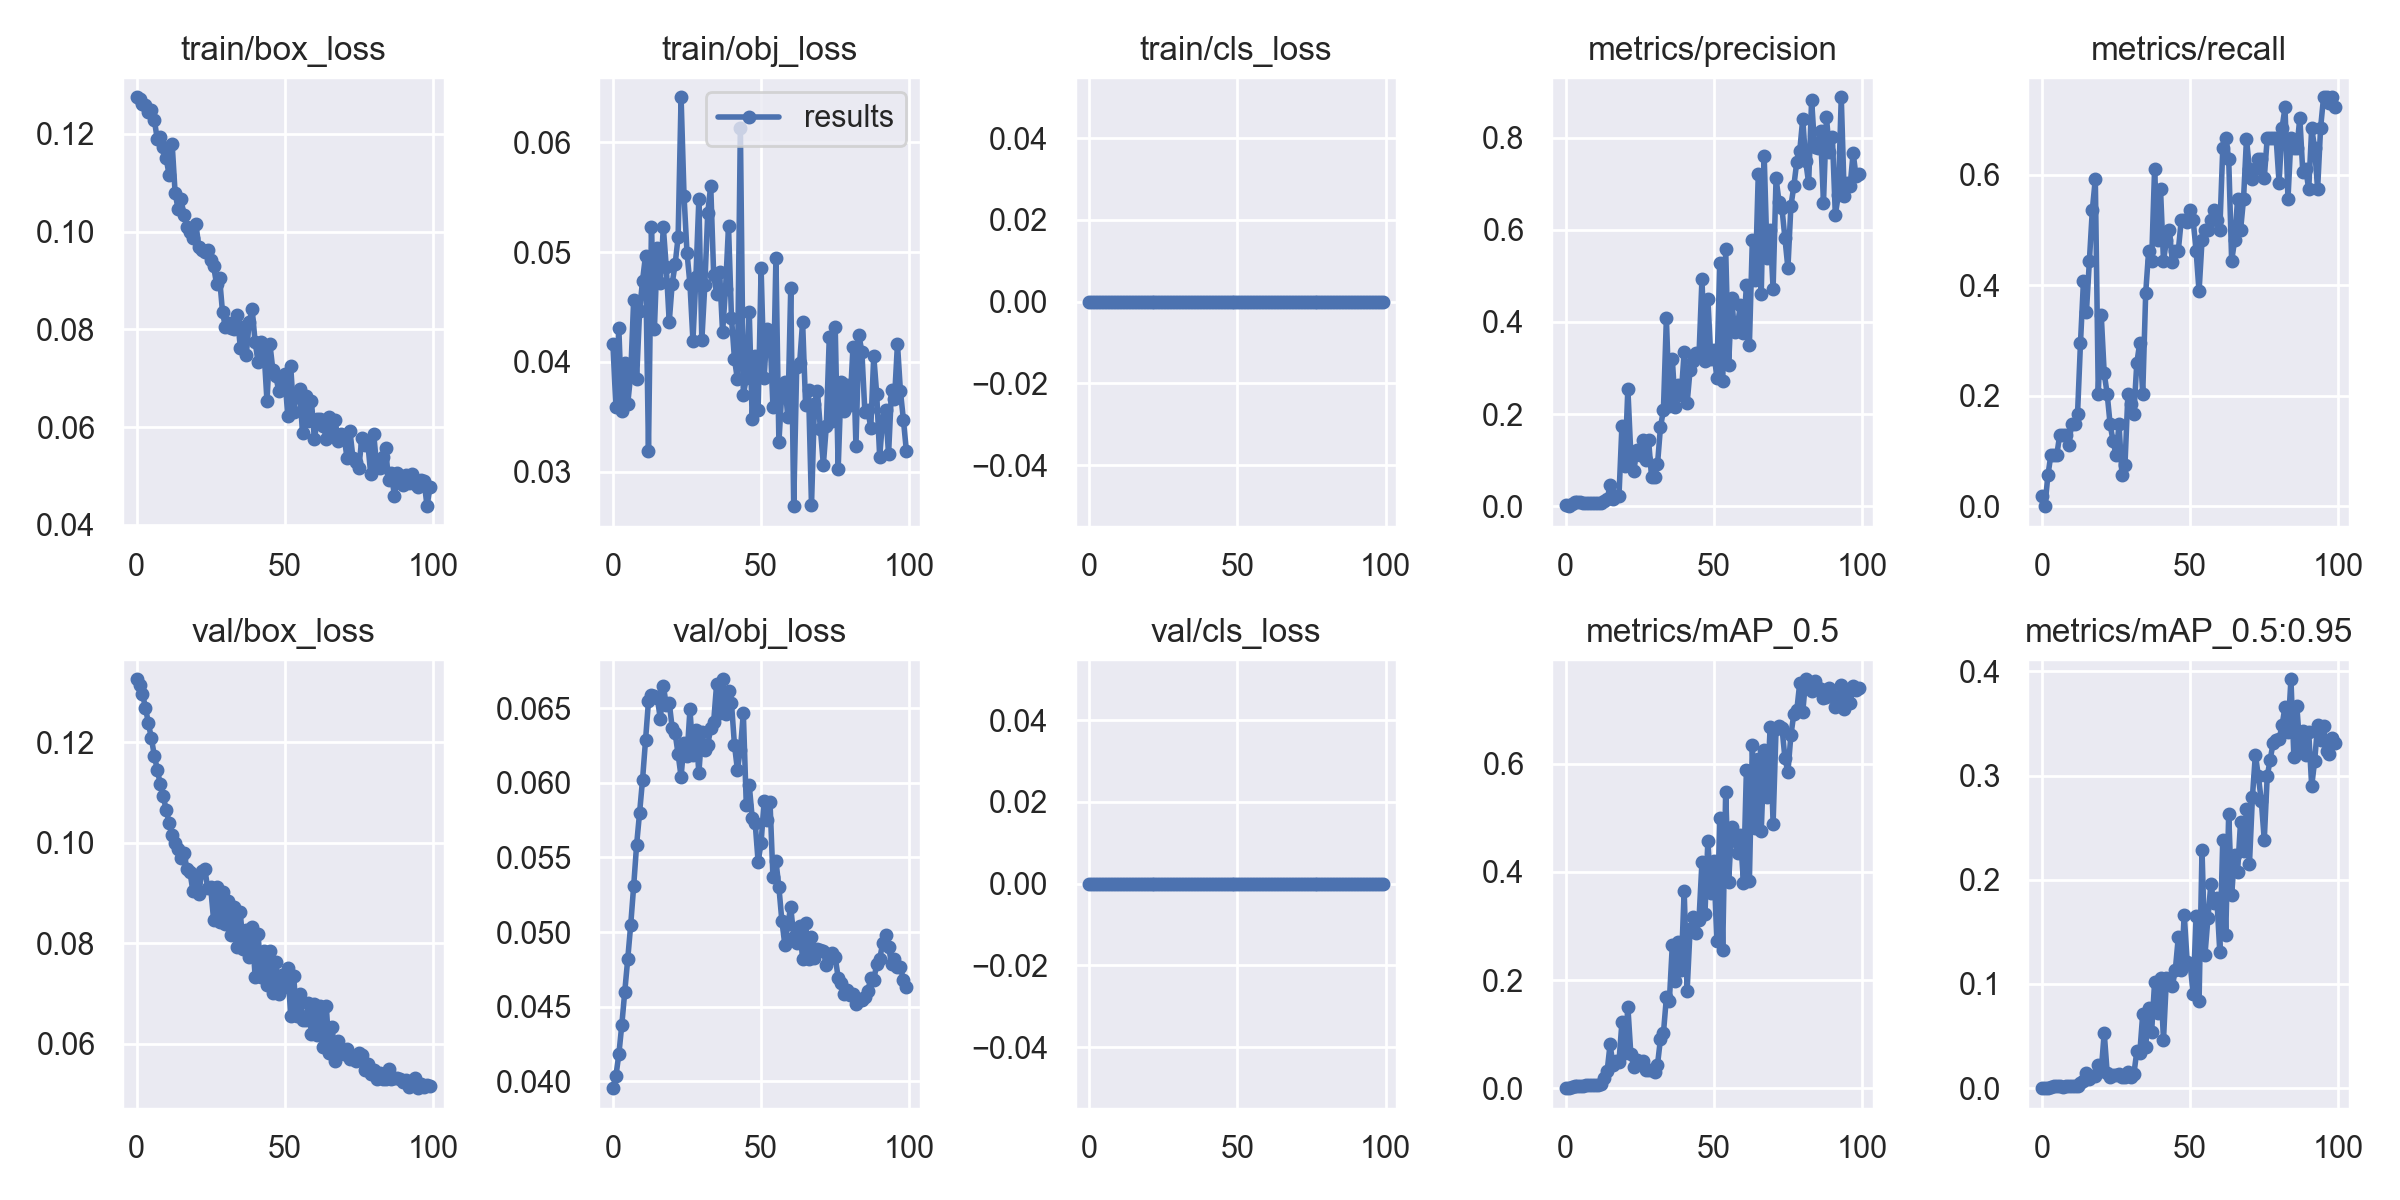 train/box_loss
0.12
0.10
0.08
0.06
0.04
0 50 100
train/obj_loss
results
0.06
0.05
0.04
0.03
0 50 100
train/cls_loss
0.04
0.02
0.00
−0.02
−0.04
0 50 100
metrics/precision
0.8
0.6
0.4
0.2
0.0
0 50 100
metrics/recall
0.6
0.4
0.2
0.0
0 50 100
val/box_loss
0.12
0.10
0.08
0.06
0 50 100
val/obj_loss
0.065
0.060
0.055
0.050
0.045
0.040
0 50 100
val/cls_loss
0.04
0.02
0.00
−0.02
−0.04
0 50 100
metrics/mAP_0.5
0.6
0.4
0.2
0.0
0 50 100
metrics/mAP_0.5:0.95
0.4
0.3
0.2
0.1
0.0
0 50 100